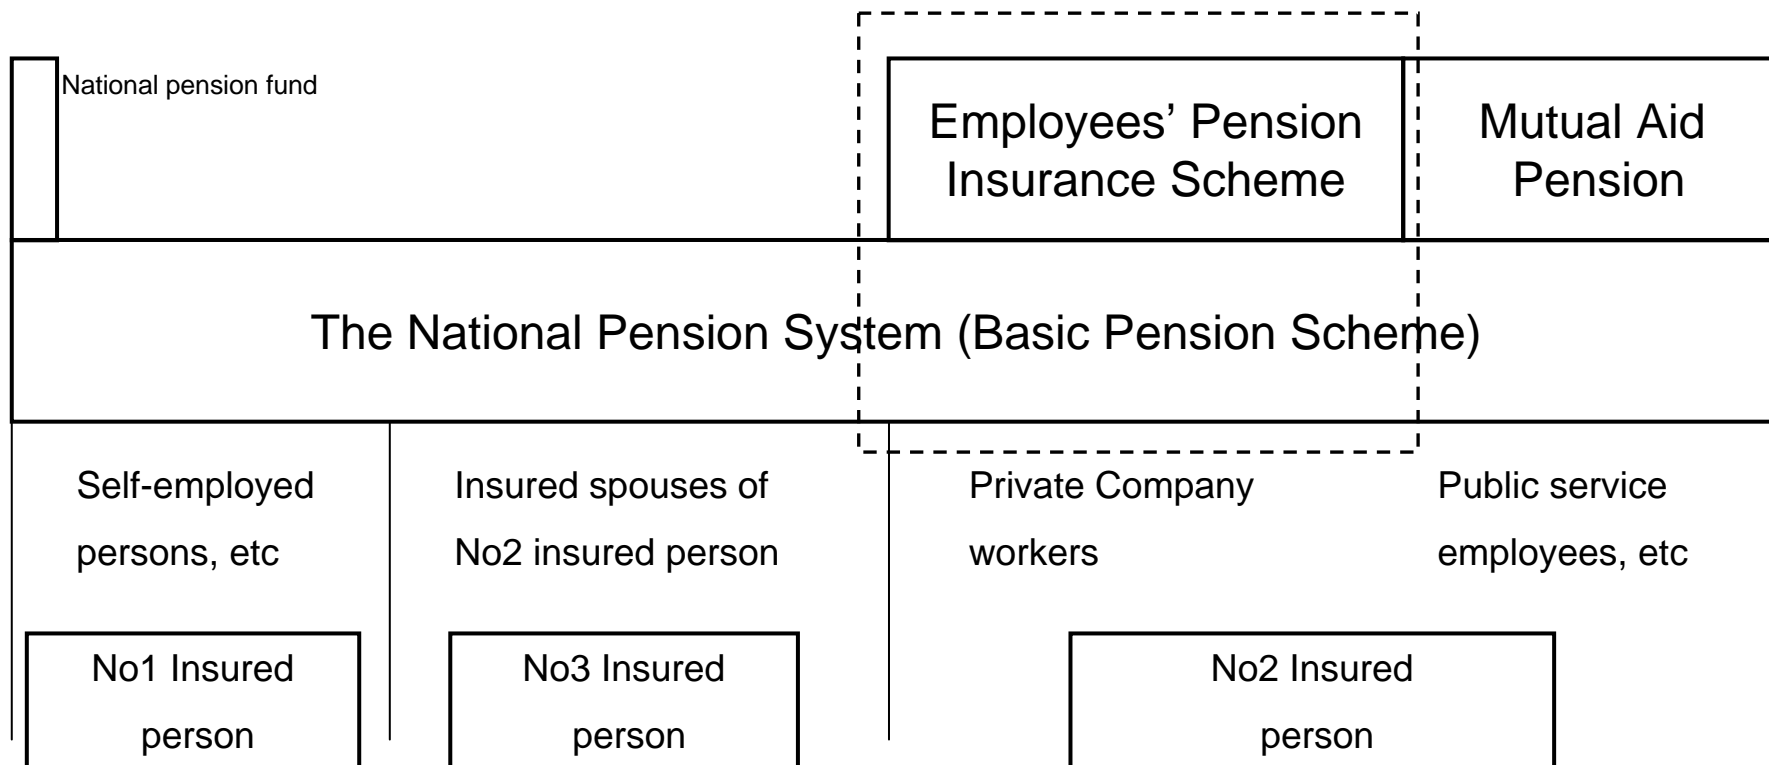 National pension fund
Employees’ Pension
Insurance Scheme
Mutual Aid
Pension
The National Pension System (Basic Pension Scheme)
Self-employed
persons, etc
Insured spouses of
No2 insured person
Private Company
workers
Public service
employees, etc
No1 Insured
person
No3 Insured
person
No2 Insured
person